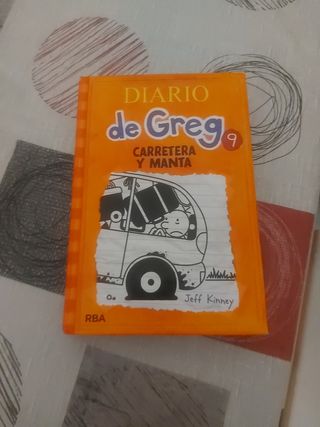 DIARIO
de Greg 9
CARRETERA
Y MANTA
Jeff Kinney
RBA